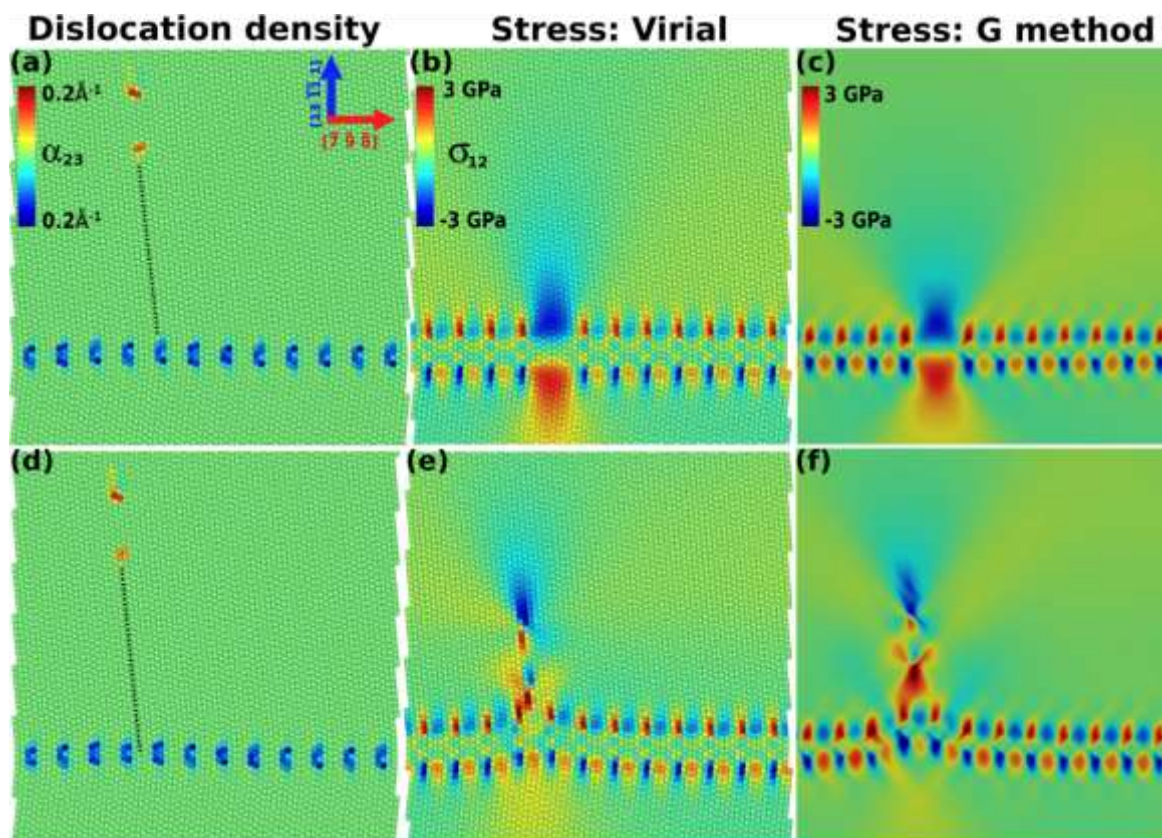 Dislocation density Stress: Virial Stress: G method
(a) (b) (c)
0.2Å⁻¹ 3 GPa 3 GPa
α₂₃ σ₁₂
0.2Å⁻¹ -3 GPa -3 GPa
(d) (e) (f)